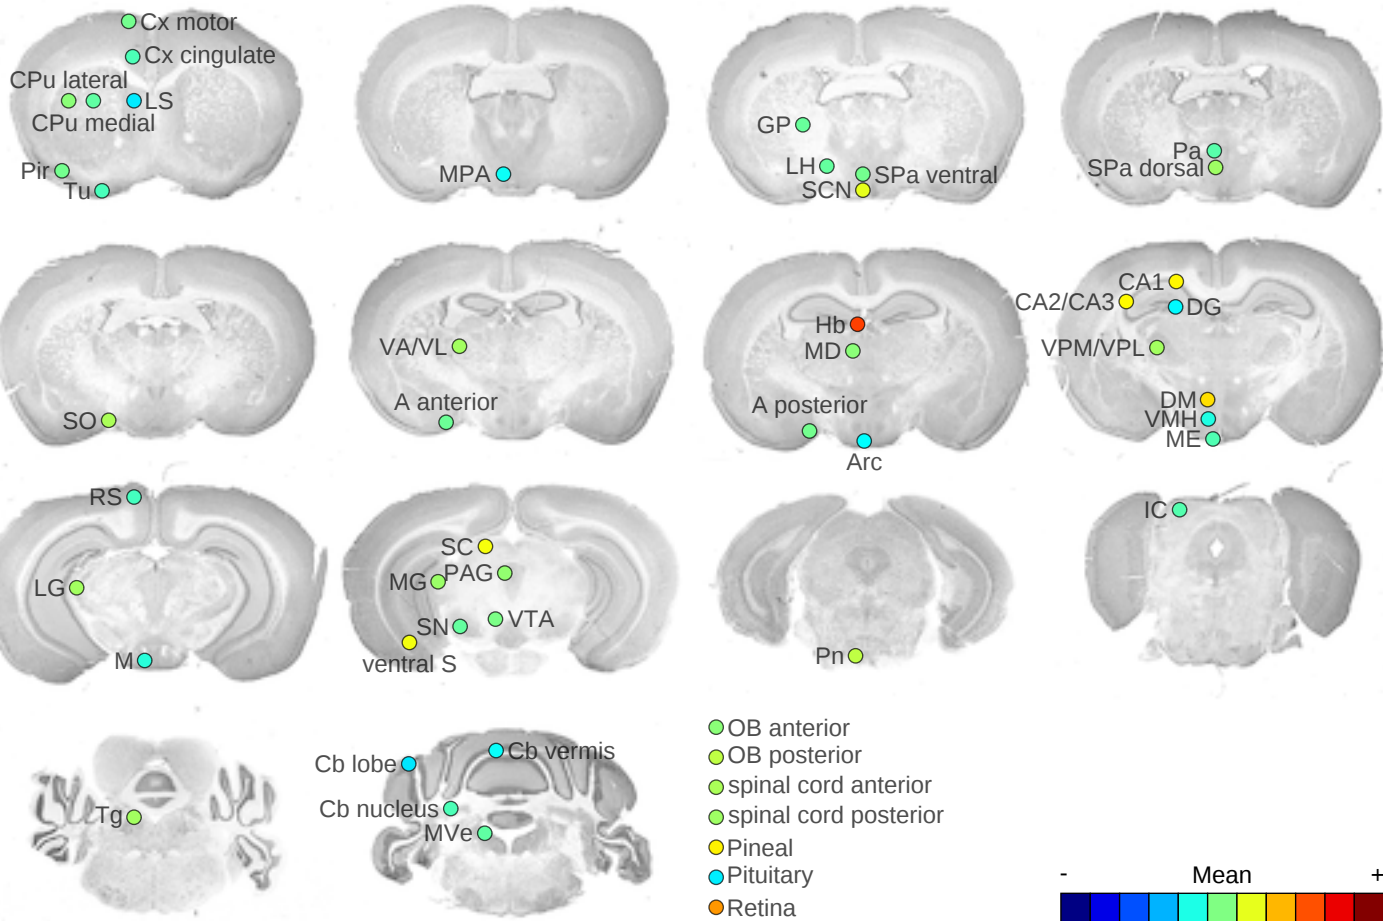 Cx motor
Cx cingulate
CPu lateral
LS
CPu medial
Pir
Tu
MPA
GP
LH
SPa ventral
SCN
Pa
SPa dorsal
SO
VA/VL
A anterior
Hb
MD
A posterior
Arc
CA1
CA2/CA3
DG
VPM/VPL
DM
VMH
ME
RS
LG
M
SC
MG
PAG
SN
VTA
ventral S
Pn
IC
Tg
Cb lobe
Cb vermis
Cb nucleus
MVe
OB anterior
OB posterior
spinal cord anterior
spinal cord posterior
Pineal
Pituitary
Retina
- Mean +